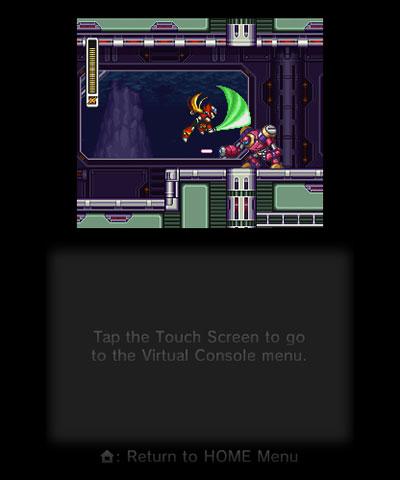 Tap the Touch Screen to go
to the Virtual Console menu.
: Return to HOME Menu